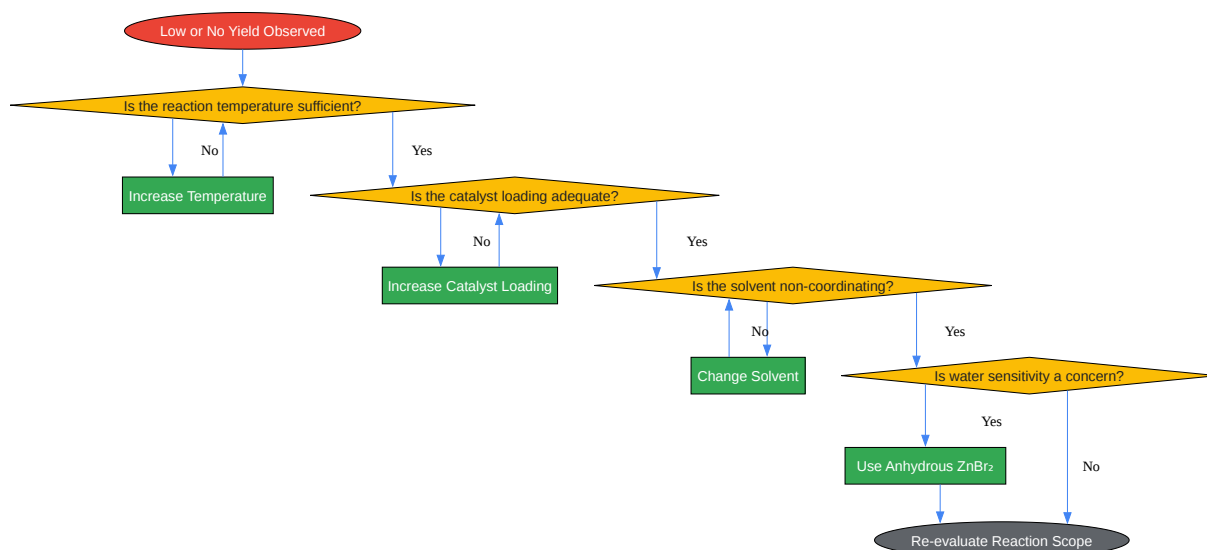 Low or No Yield Observed
Is the reaction temperature sufficient?
No
Yes
Increase Temperature
Is the catalyst loading adequate?
No
Yes
Increase Catalyst Loading
Is the solvent non-coordinating?
No
Yes
Change Solvent
Is water sensitivity a concern?
Yes
Use Anhydrous ZnBr₂
No
Re-evaluate Reaction Scope